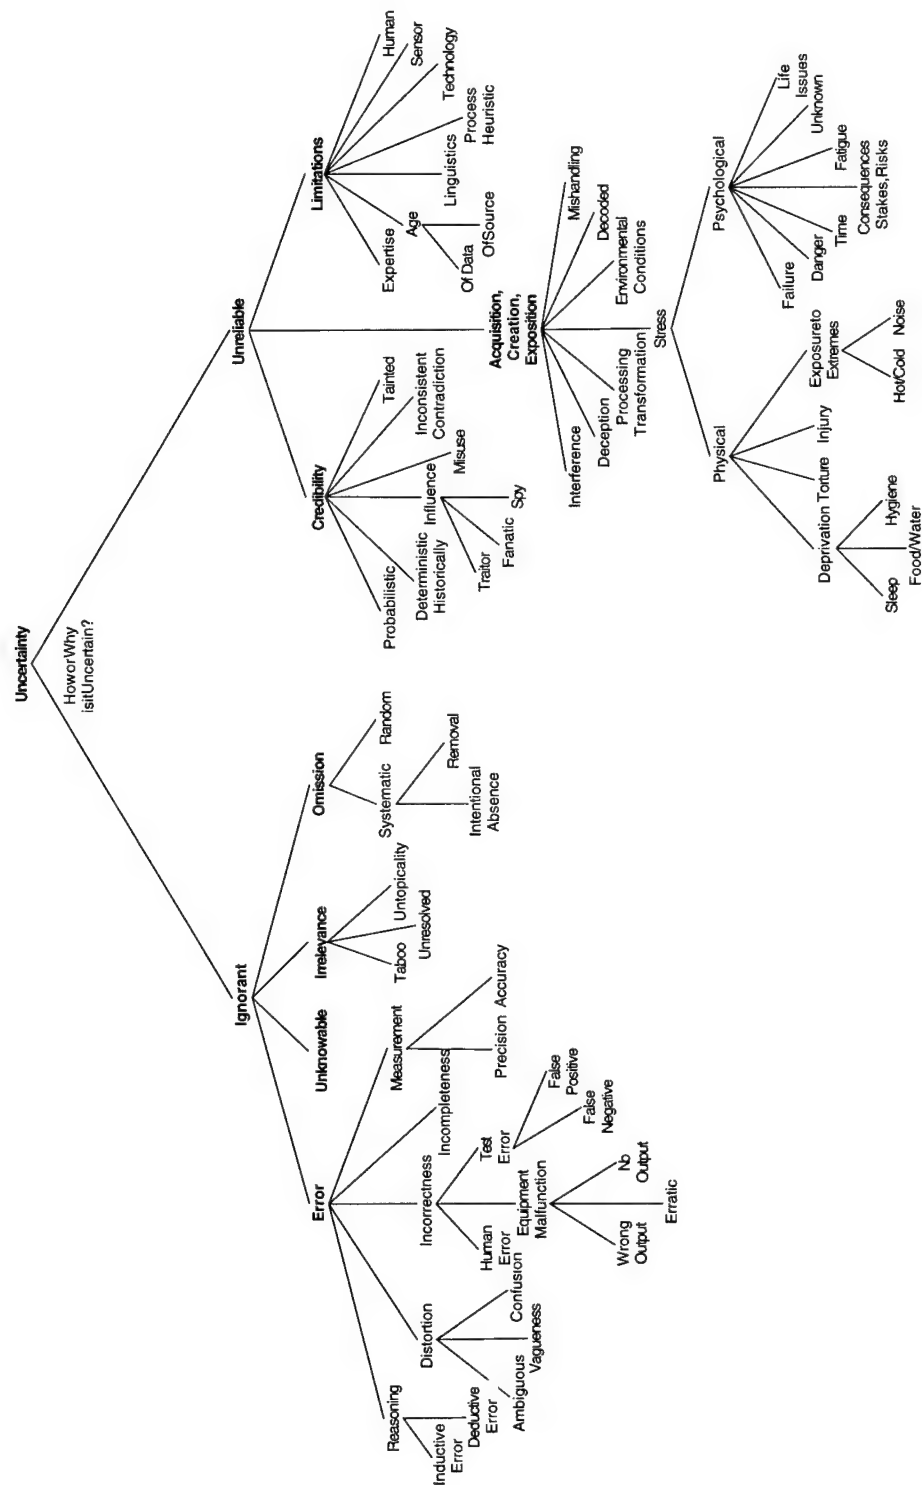 Uncertainty
HoworWhy
isitUncertain?
Ignorant
Unreliable
Error
Unknowable
Irrelevance
Omission
Credibility
Acquisition,
Creation,
Exposition
Limitations
Reasoning
Inductive
Error
Deductive
Error
Distortion
Ambiguous
Vagueness
Confusion
Incorrectness
Human
Error
Equipment
Malfunction
Wrong
Output
Erratic
No
Output
Test
Error
False
Negative
False
Positive
Incompleteness
Measurement
Precision
Accuracy
Taboo
Unresolved
Untopicality
Systematic
Intentional
Absence
Removal
Random
Probabilistic
Deterministic
Historically
Influence
Traitor
Fanatic
Spy
Misuse
Inconsistent
Contradiction
Tainted
Interference
Deception
Processing
Transformation
Stress
Environmental
Conditions
Decoded
Mishandling
Physical
Deprivation
Sleep
Food/Water
Hygiene
Torture
Injury
Exposureto
Extremes
Hot/Cold
Noise
Psychological
Failure
Danger
Time
Consequences
Stakes,Risks
Fatigue
Unknown
Life
Issues
Expertise
Age
OfData
OfSource
Linguistics
Process
Heuristic
Technology
Sensor
Human